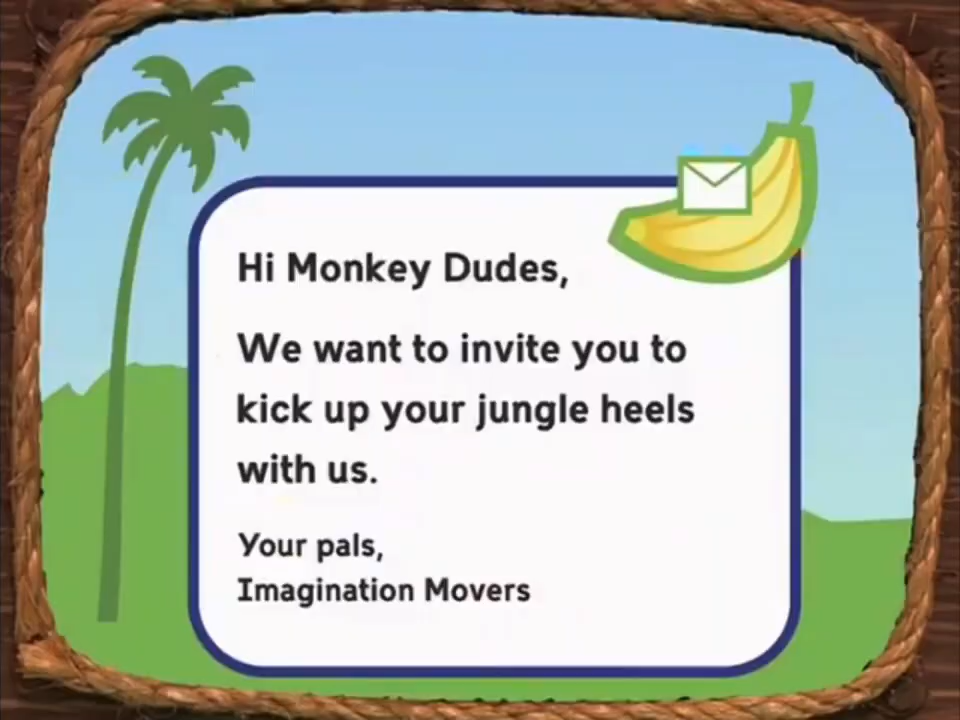 Hi Monkey Dudes,
We want to invite you to
kick up your jungle heels
with us.
Your pals,
Imagination Movers